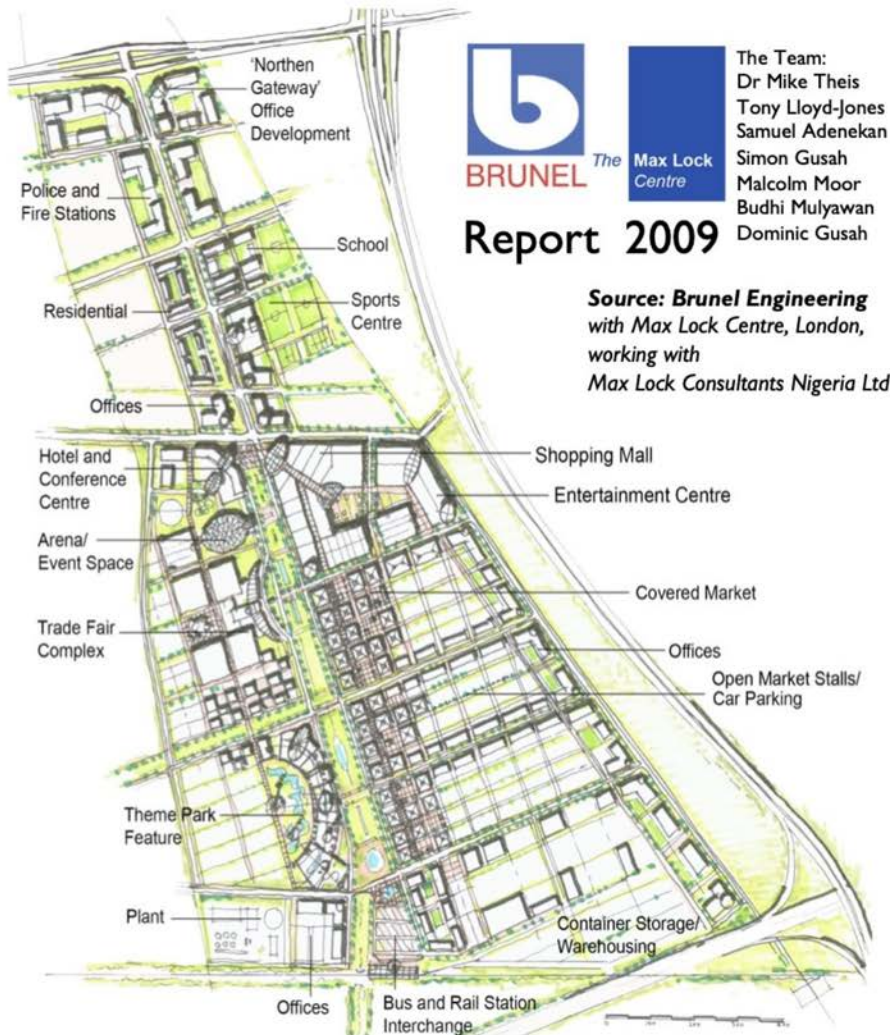 'Northen
Gateway'
Office
Development
Police and
Fire Stations
School
Residential
Sports
Centre
Offices
Hotel and
Conference
Centre
Shopping Mall
Entertainment Centre
Arena/
Event Space
Covered Market
Trade Fair
Complex
Offices
Open Market Stalls/
Car Parking
Theme Park
Feature
Plant
Container Storage/
Warehousing
Offices
Bus and Rail Station
Interchange
b
BRUNEL
The Max Lock
Centre
The Team:
Dr Mike Theis
Tony Lloyd-Jones
Samuel Adenekan
Simon Gusah
Malcolm Moor
Budhi Mulyawan
Dominic Gusah
Report 2009
Source: Brunel Engineering
with Max Lock Centre, London,
working with
Max Lock Consultants Nigeria Ltd